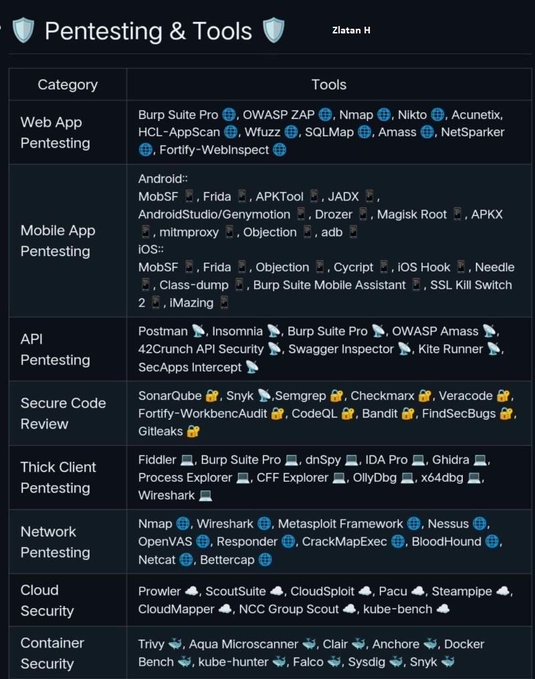 🛡️ Pentesting & Tools 🛡️
Zlatan H
Category
Tools
Web App
Pentesting
Burp Suite Pro 🌐, OWASP ZAP 🌐, Nmap 🌐, Nikto 🌐, Acunetix,
HCL-AppScan 🌐, Wfuzz 🌐, SQLMap 🌐, Amass 🌐, NetSparker
🌐, Fortify-WebInspect 🌐
Mobile App
Pentesting
Android::
MobSF 📱, Frida 📱, APKTool 📱, JADX 📱,
AndroidStudio/Genymotion 📱, Drozer 📱, Magisk Root 📱, APKX
📱, mitmproxy 📱, Objection 📱, adb 📱
iOS::
MobSF 📱, Frida 📱, Objection 📱, Cycript 📱, iOS Hook 📱, Needle
📱, Class-dump 📱, Burp Suite Mobile Assistant 📱, SSL Kill Switch
2 📱, iMazing 📱
API
Pentesting
Postman 📡, Insomnia 📡, Burp Suite Pro 📡, OWASP Amass 📡,
42Crunch API Security 📡, Swagger Inspector 📡, Kite Runner 📡,
SecApps Intercept 📡
Secure Code
Review
SonarQube 🔐, Snyk 📡,Semgrep 🔐, Checkmarx 🔐, Veracode 🔐,
Fortify-WorkbencAudit 🔐, CodeQL 🔐, Bandit 🔐, FindSecBugs 🔐,
Gitleaks 🔐
Thick Client
Pentesting
Fiddler 💻, Burp Suite Pro 💻, dnSpy 💻, IDA Pro 💻, Ghidra 💻,
Process Explorer 💻, CFF Explorer 💻, OllyDbg 💻, x64dbg 💻,
Wireshark 💻
Network
Pentesting
Nmap 🌐, Wireshark 🌐, Metasploit Framework 🌐, Nessus 🌐,
OpenVAS 🌐, Responder 🌐, CrackMapExec 🌐, BloodHound 🌐,
Netcat 🌐, Bettercap 🌐
Cloud
Security
Prowler ☁️, ScoutSuite ☁️, CloudSploit ☁️, Pacu ☁️, Steampipe ☁️,
CloudMapper ☁️, NCC Group Scout ☁️, kube-bench ☁️
Container
Security
Trivy 🐳, Aqua Microscanner 🐳, Clair 🐳, Anchore 🐳, Docker
Bench 🐳, kube-hunter 🐳, Falco 🐳, Sysdig 🐳, Snyk 🐳